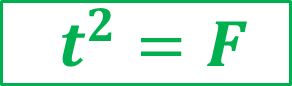 t² = F